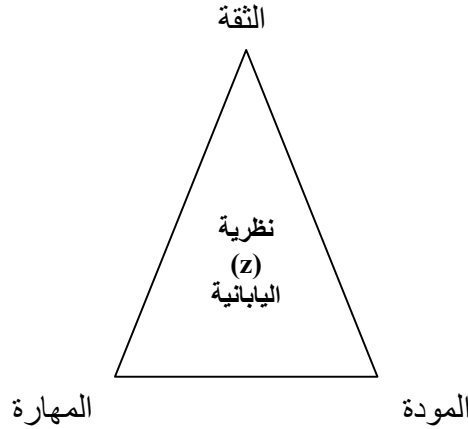 الثقة
نظرية
(z)
اليابانية
المودة
المهارة